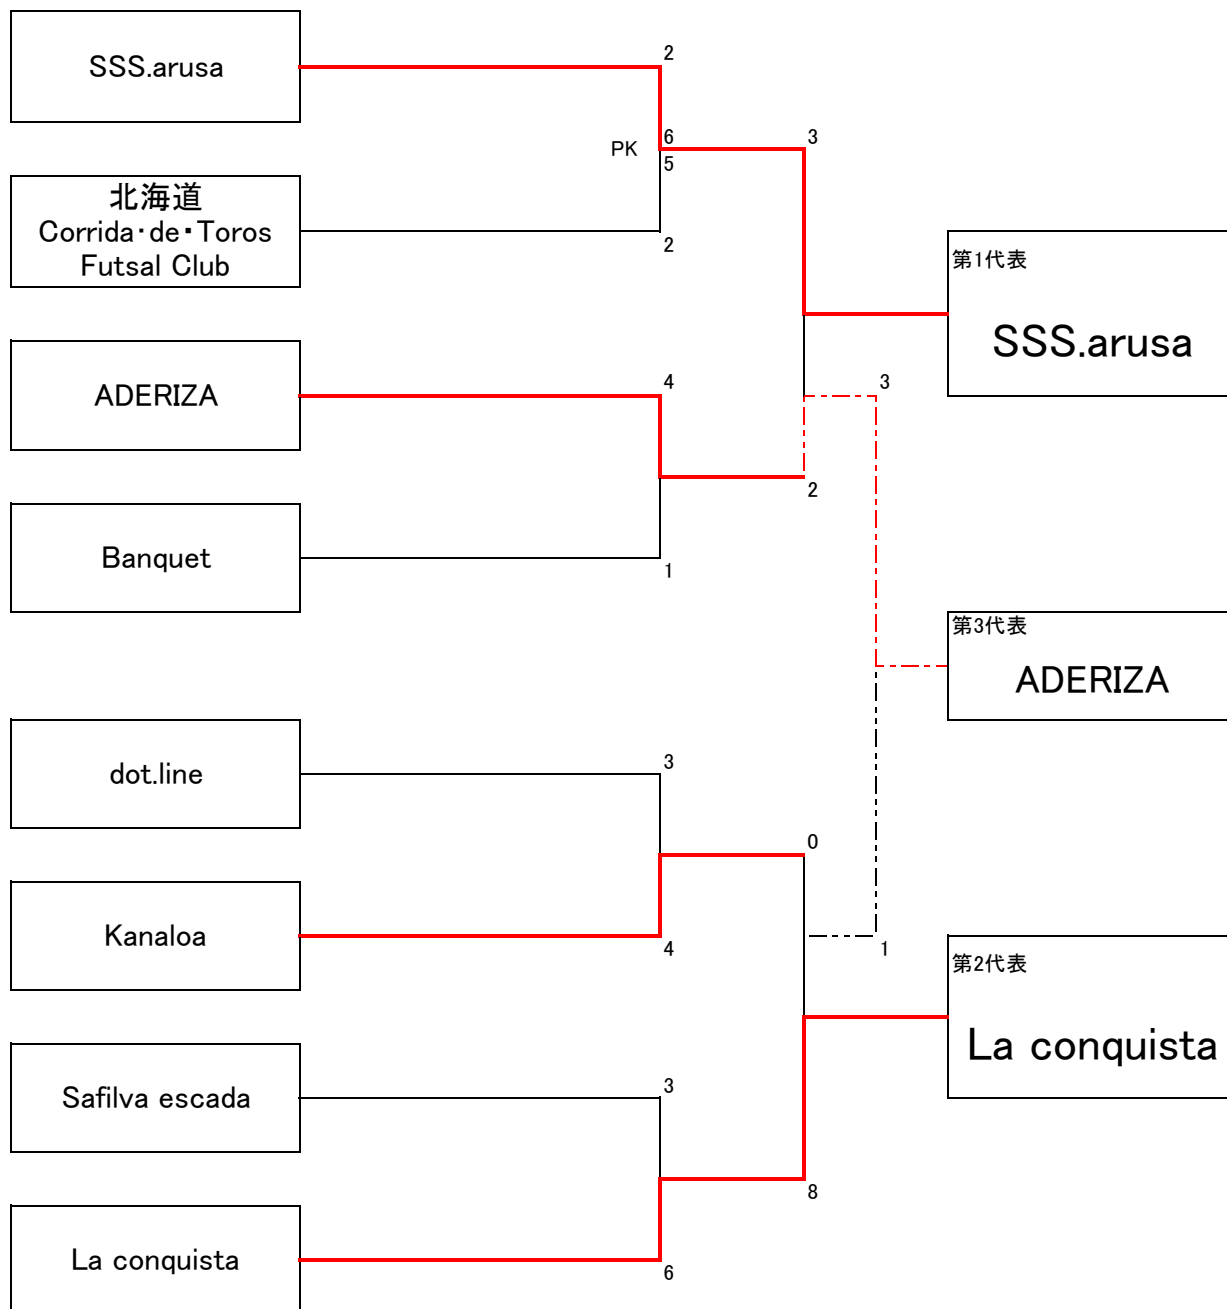 SSS.arusa
2
PK
6
5
3
北海道
Corrida・de・Toros
Futsal Club
2
第1代表
SSS.arusa
ADERIZA
4
3
2
Banquet
1
第3代表
ADERIZA
dot.line
3
0
Kanaloa
4
1
第2代表
La conquista
Safilva escada
3
8
La conquista
6